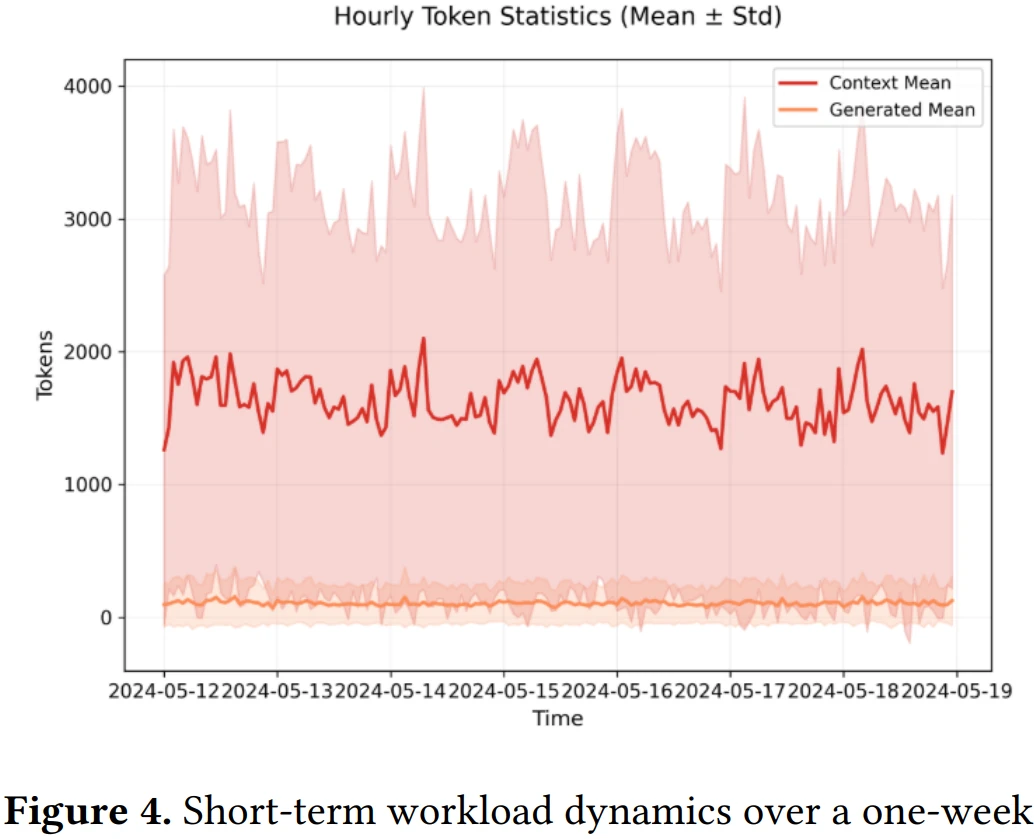 Hourly Token Statistics (Mean ± Std)
Context Mean
Generated Mean
4000
3000
2000
1000
0
Tokens
2024-05-12 2024-05-13 2024-05-14 2024-05-15 2024-05-16 2024-05-17 2024-05-18 2024-05-19
Time
Figure 4. Short-term workload dynamics over a one-week